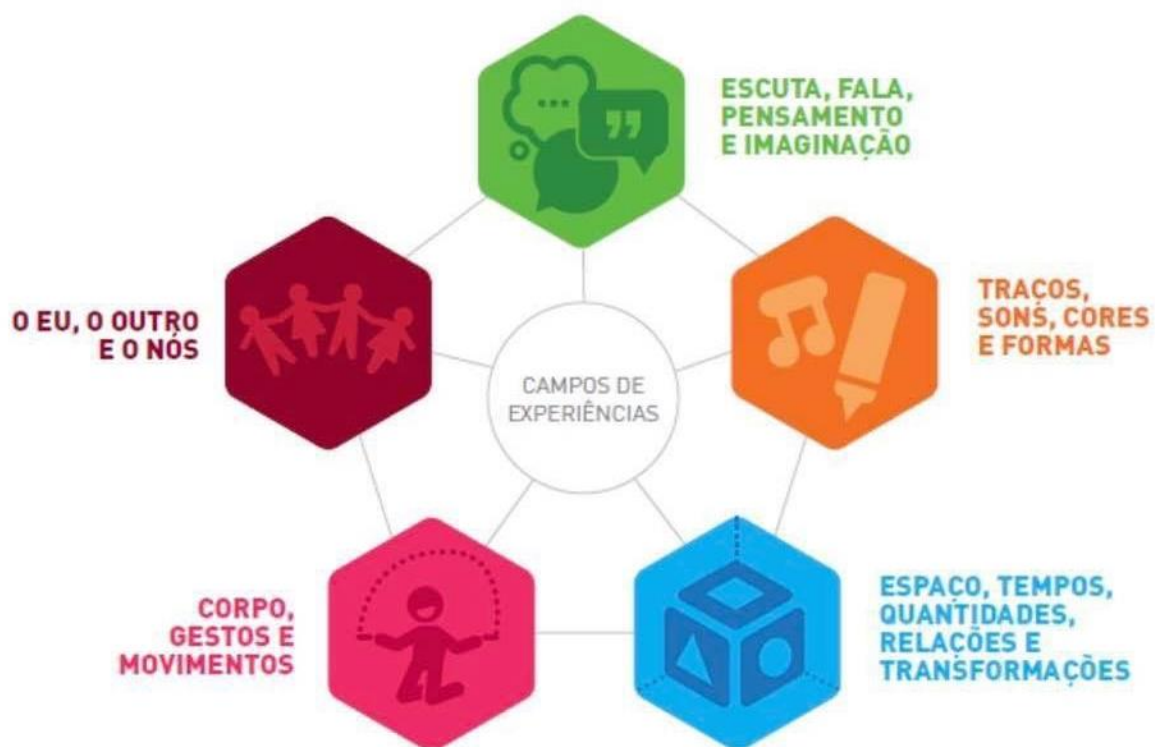 ESCUTA, FALA,
PENSAMENTO
E IMAGINAÇÃO
O EU, O OUTRO
E O NÓS
TRAÇOS,
SONS, CORES
E FORMAS
CAMPOS DE
EXPERIÊNCIAS
CORPO,
GESTOS E
MOVIMENTOS
ESPAÇO, TEMPOS,
QUANTIDADES,
RELAÇÕES E
TRANSFORMAÇÕES